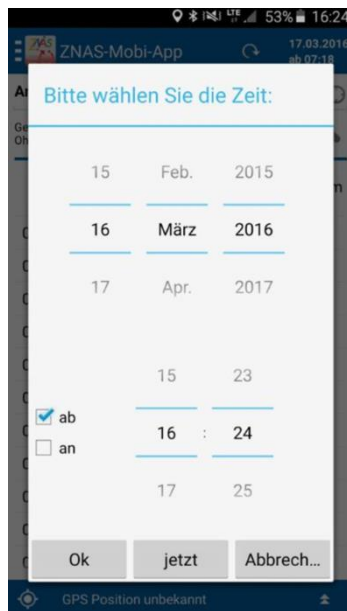 53% 16:24
NAS ZNAS-Mobi-App 17.03.2016
ab 07:18
Bitte wählen Sie die Zeit:
15 Feb. 2015
16 März 2016
17 Apr. 2017
15 23
ab
16 : 24
an
17 25
Ok jetzt Abbrech...
GPS Position unbekannt